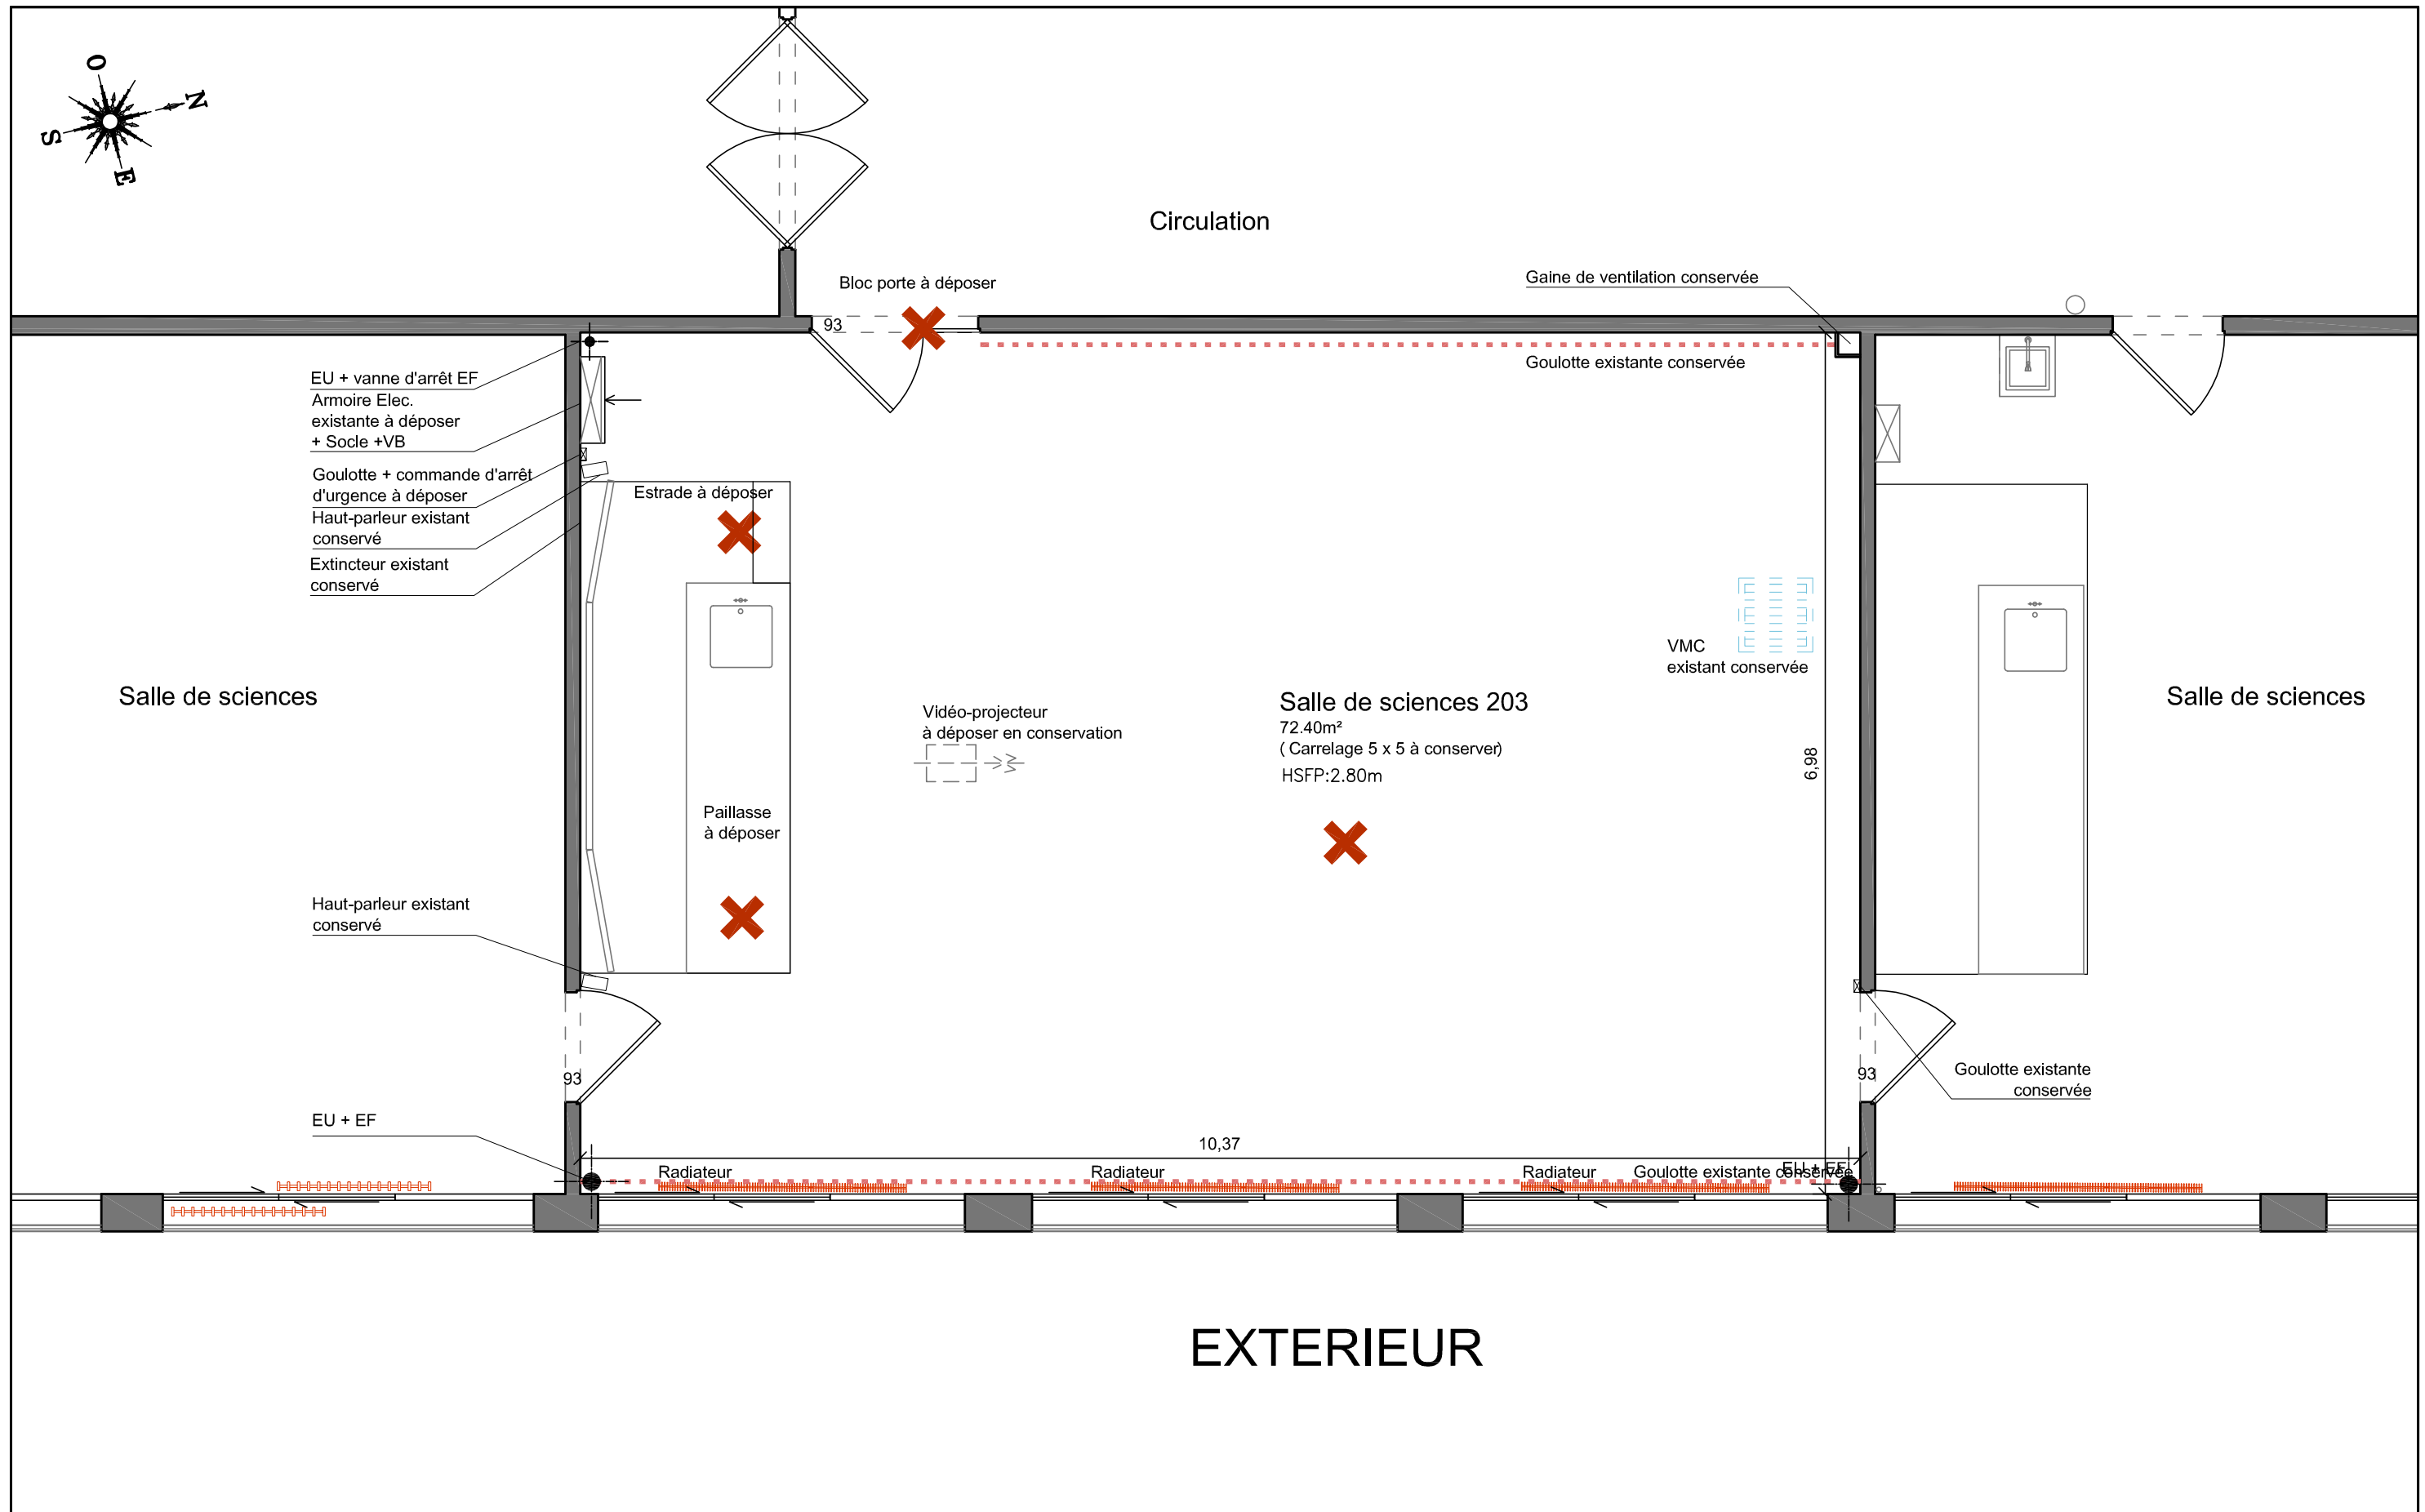 O
N
S
E
Circulation
Bloc porte à déposer
93
Gaine de ventilation conservée
Goulotte existante conservée
EU + vanne d'arrêt EF
Armoire Elec.
existante à déposer
+ Socle +VB
Goulotte + commande d'arrêt
d'urgence à déposer
Haut-parleur existant
conservé
Extincteur existant
conservé
Estrade à déposer
VMC
existant conservée
Salle de sciences
Vidéo-projecteur
à déposer en conservation
Salle de sciences 203
72.40m²
( Carrelage 5 x 5 à conserver)
HSFP:2.80m
6,98
Salle de sciences
Paillasse
à déposer
Haut-parleur existant
conservé
93
93
Goulotte existante
conservée
EU + EF
10,37
Radiateur
Radiateur
Radiateur
Goulotte existante conservée
EU + EF
EXTERIEUR